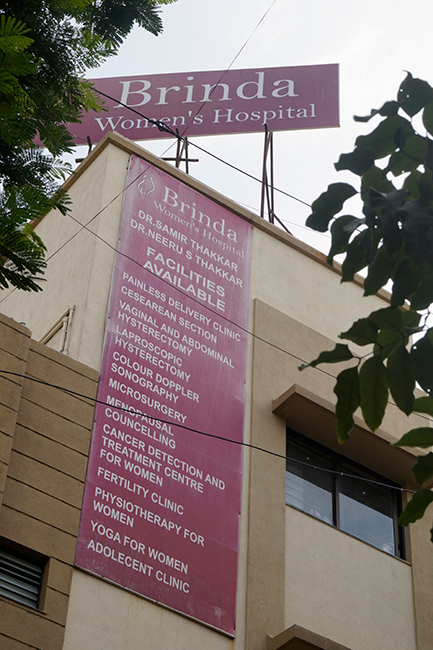 Brinda
Women's Hospital
Brinda
Women's Hospital
DR.SAMIR THAKKAR
DR.NEERU S THAKKAR
FACILITIES
AVAILABLE
PAINLESS DELIVERY CLINIC
CESEAREAN SECTION
VAGINAL AND ABDOMINAL
HYSTERECTOMY
LAPROSCOPIC
HYSTERECTOMY
COLOUR DOPPLER
SONOGRAPHY
MICROSURGERY
MENOPAUSAL
COUNCELLING
CANCER DETECTION AND
TREATMENT CENTRE
FOR WOMEN
FERTILITY CLINIC
PHYSIOTHERAPY FOR
WOMEN
YOGA FOR WOMEN
ADOLECENT CLINIC